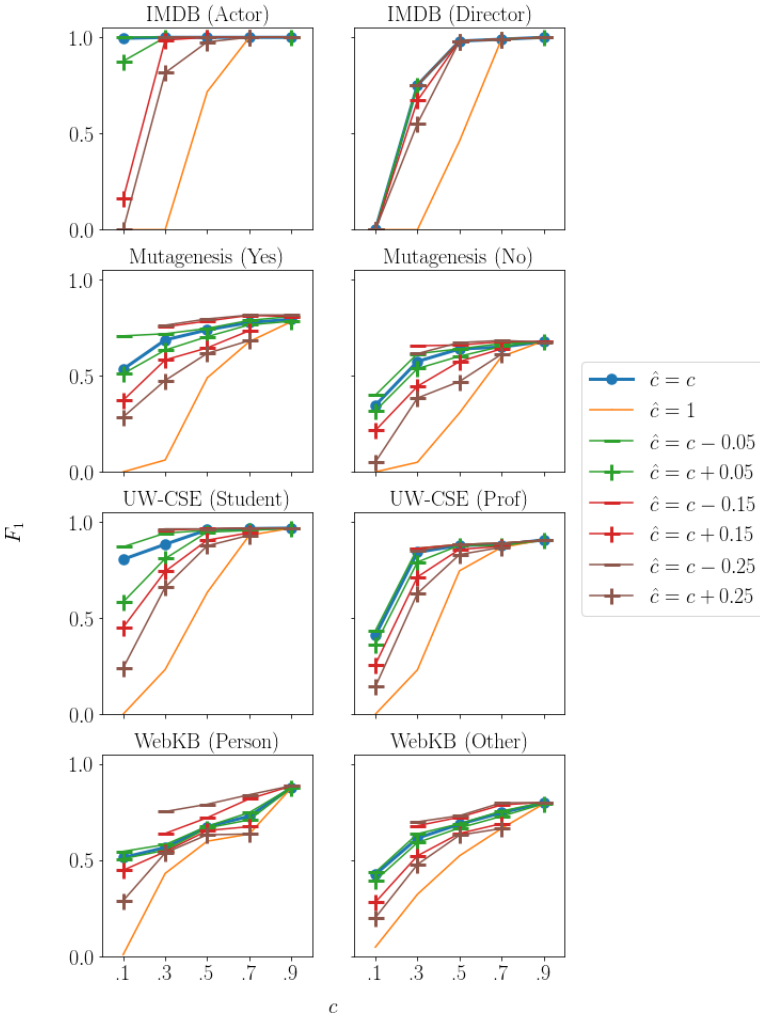 IMDB (Actor)
IMDB (Director)
1.0
0.5
0.0
Mutagenesis (Yes)
Mutagenesis (No)
1.0
0.5
0.0
UW-CSE (Student)
UW-CSE (Prof)
1.0
0.5
0.0
WebKB (Person)
WebKB (Other)
1.0
0.5
0.0
.1 .3 .5 .7 .9
.1 .3 .5 .7 .9
F₁
c
ĉ = c
ĉ = 1
ĉ = c − 0.05
ĉ = c + 0.05
ĉ = c − 0.15
ĉ = c + 0.15
ĉ = c − 0.25
ĉ = c + 0.25